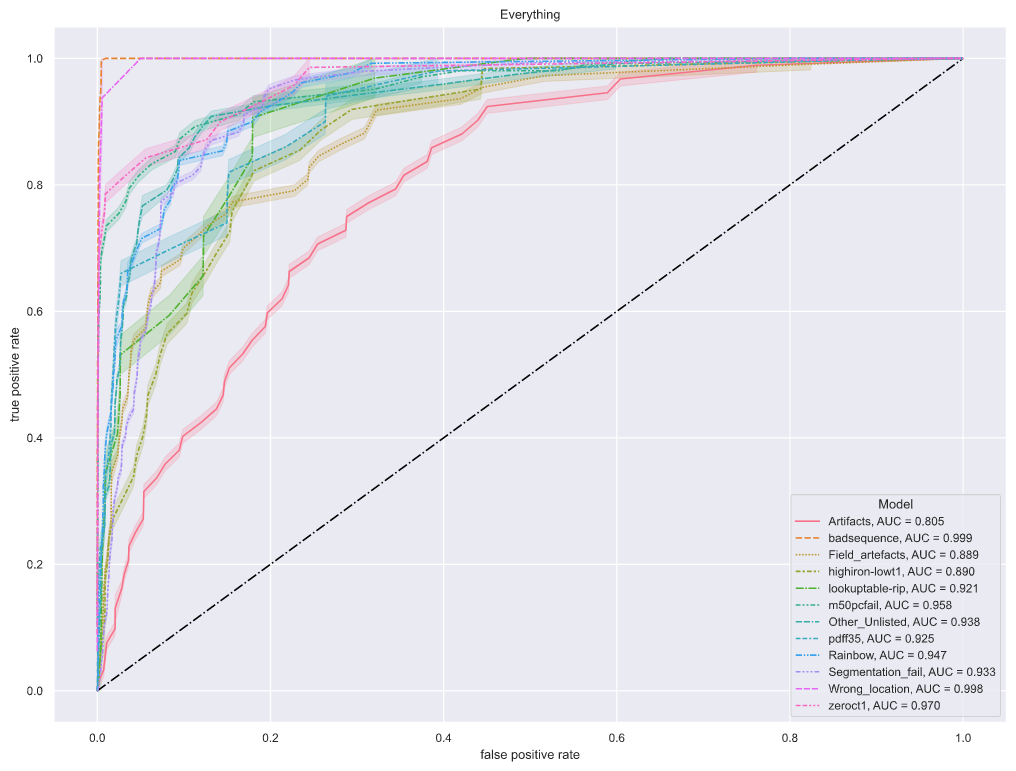 Everything
1.0
0.8
0.6
0.4
0.2
0.0
true positive rate
0.0 0.2 0.4 0.6 0.8 1.0
false positive rate
Model
Artifacts, AUC = 0.805
badsequence, AUC = 0.999
Field_artefacts, AUC = 0.889
highiron-lowt1, AUC = 0.890
lookuptable-rip, AUC = 0.921
m50pcfail, AUC = 0.958
Other_Unlisted, AUC = 0.938
pdff35, AUC = 0.925
Rainbow, AUC = 0.947
Segmentation_fail, AUC = 0.933
Wrong_location, AUC = 0.998
zeroct1, AUC = 0.970